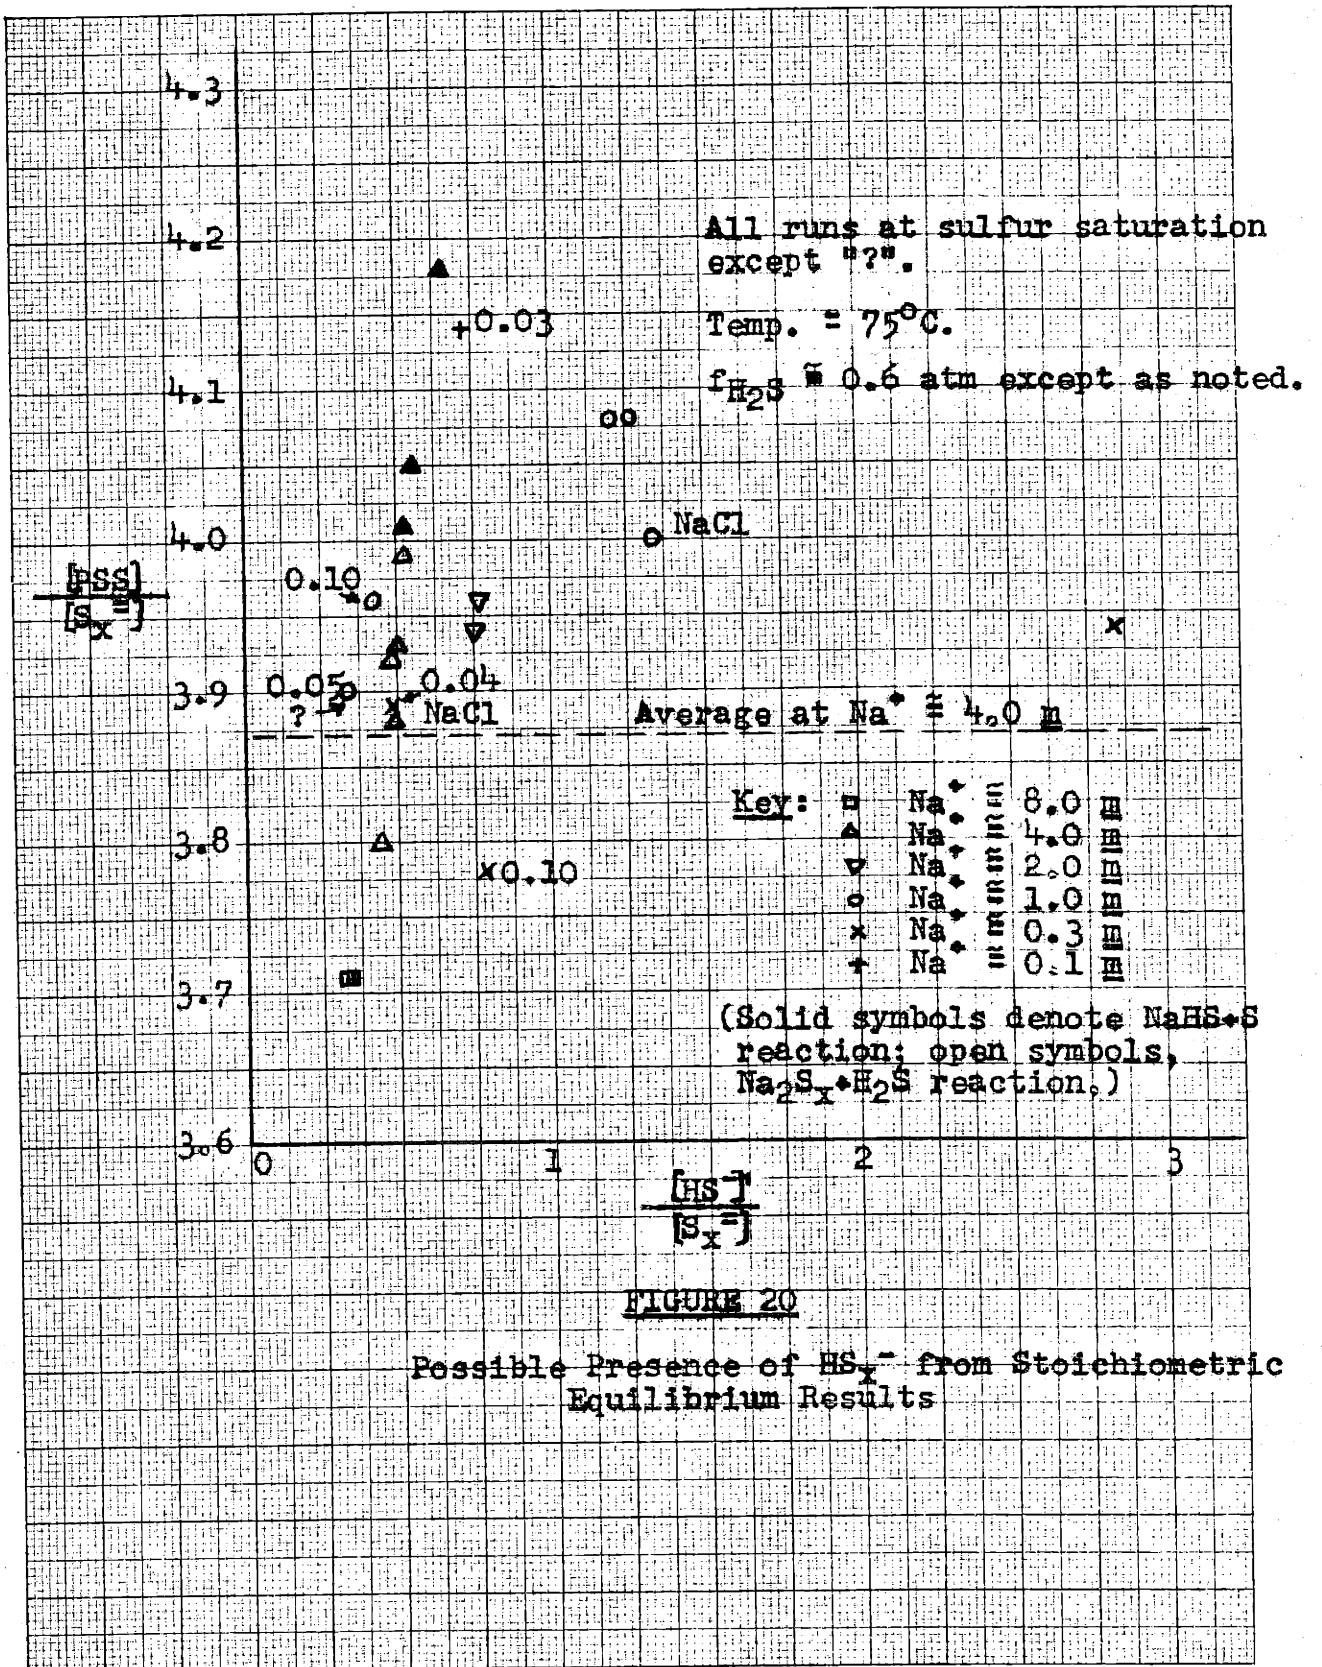 4.3
4.2
All runs at sulfur saturation
except "?".
+0.03
Temp. = 75°C.
4.1
fH2S ≅ 0.6 atm except as noted.
4.0
NaCl
0.10
[PSS]
[Sx=]
3.9
0.05
0.04
?
NaCl
Average at Na+ ≅ 4.0 m
Key: □ Na+ ≅ 8.0 m
△ Na+ ≅ 4.0 m
▽ Na+ ≅ 2.0 m
○ Na+ ≅ 1.0 m
x Na+ ≅ 0.3 m
+ Na+ ≅ 0.1 m
3.8
x0.10
3.7
(Solid symbols denote NaHS+S
reaction; open symbols,
Na2Sx+H2S reaction.)
3.6
0 1 2 3
[HS-]
[Sx=]
FIGURE 20
Possible Presence of HSx- from Stoichiometric
Equilibrium Results